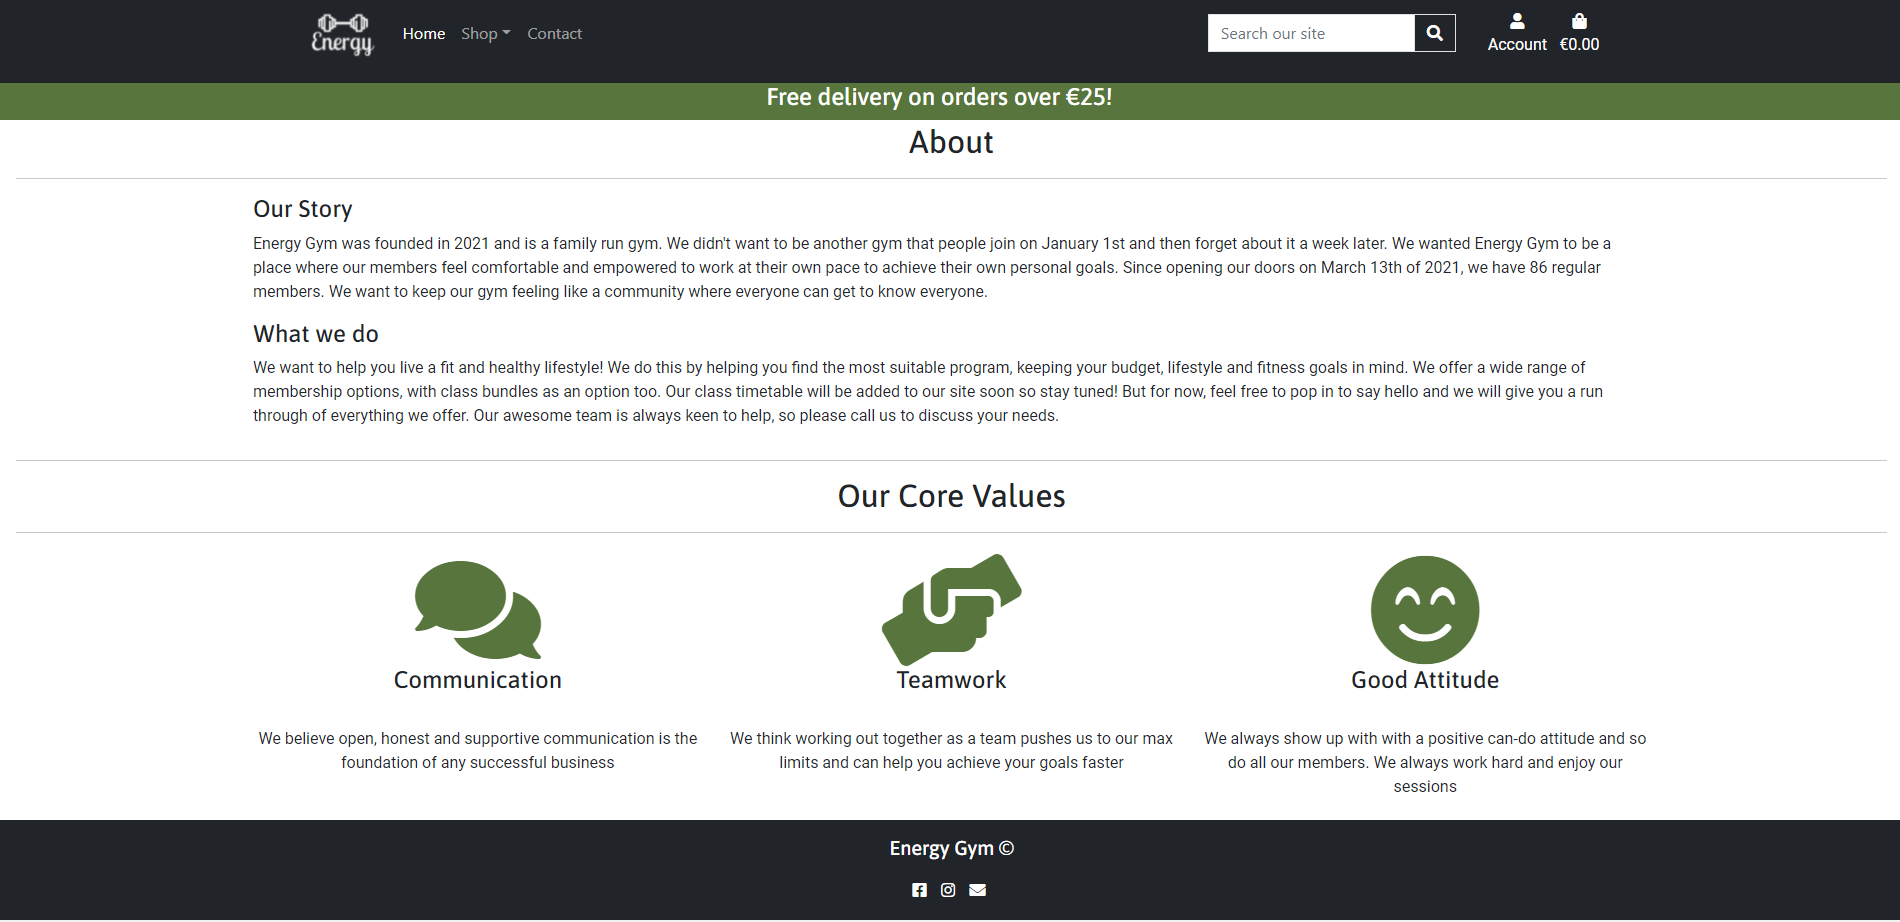 Energy
Home Shop Contact
Search our site
Account €0.00
Free delivery on orders over €25!
About
Our Story
Energy Gym was founded in 2021 and is a family run gym. We didn't want to be another gym that people join on January 1st and then forget about it a week later. We wanted Energy Gym to be a
place where our members feel comfortable and empowered to work at their own pace to achieve their own personal goals. Since opening our doors on March 13th of 2021, we have 86 regular
members. We want to keep our gym feeling like a community where everyone can get to know everyone.
What we do
We want to help you live a fit and healthy lifestyle! We do this by helping you find the most suitable program, keeping your budget, lifestyle and fitness goals in mind. We offer a wide range of
membership options, with class bundles as an option too. Our class timetable will be added to our site soon so stay tuned! But for now, feel free to pop in to say hello and we will give you a run
through of everything we offer. Our awesome team is always keen to help, so please call us to discuss your needs.
Our Core Values
Communication
We believe open, honest and supportive communication is the
foundation of any successful business
Teamwork
We think working out together as a team pushes us to our max
limits and can help you achieve your goals faster
Good Attitude
We always show up with with a positive can-do attitude and so
do all our members. We always work hard and enjoy our
sessions
Energy Gym ©